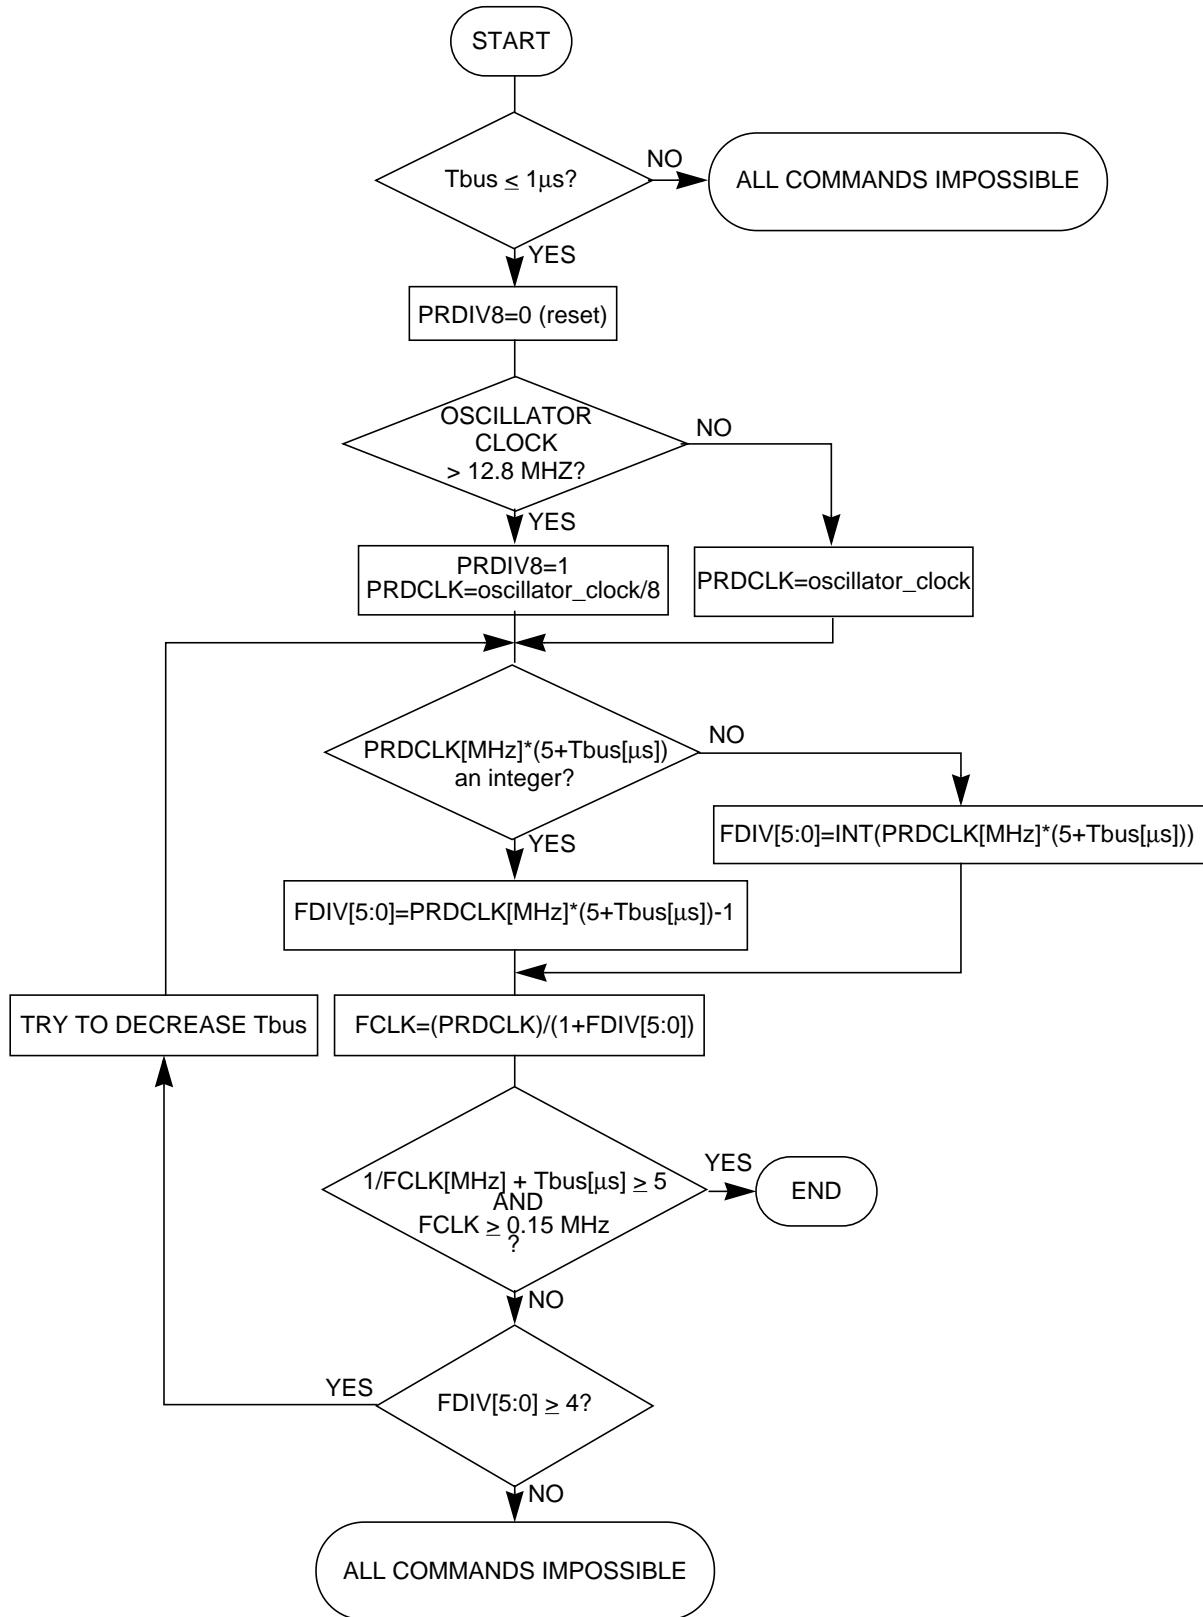 START
Tbus ≤ 1μs?
NO
ALL COMMANDS IMPOSSIBLE
YES
PRDIV8=0 (reset)
OSCILLATOR
CLOCK
> 12.8 MHZ?
NO
YES
PRDIV8=1
PRDCLK=oscillator_clock/8
PRDCLK=oscillator_clock
PRDCLK[MHz]*(5+Tbus[μs])
an integer?
NO
YES
FDIV[5:0]=INT(PRDCLK[MHz]*(5+Tbus[μs]))
FDIV[5:0]=PRDCLK[MHz]*(5+Tbus[μs])-1
TRY TO DECREASE Tbus
FCLK=(PRDCLK)/(1+FDIV[5:0])
1/FCLK[MHz] + Tbus[μs] ≥ 5
AND
FCLK ≥ 0.15 MHz
?
YES
END
NO
FDIV[5:0] ≥ 4?
YES
NO
ALL COMMANDS IMPOSSIBLE